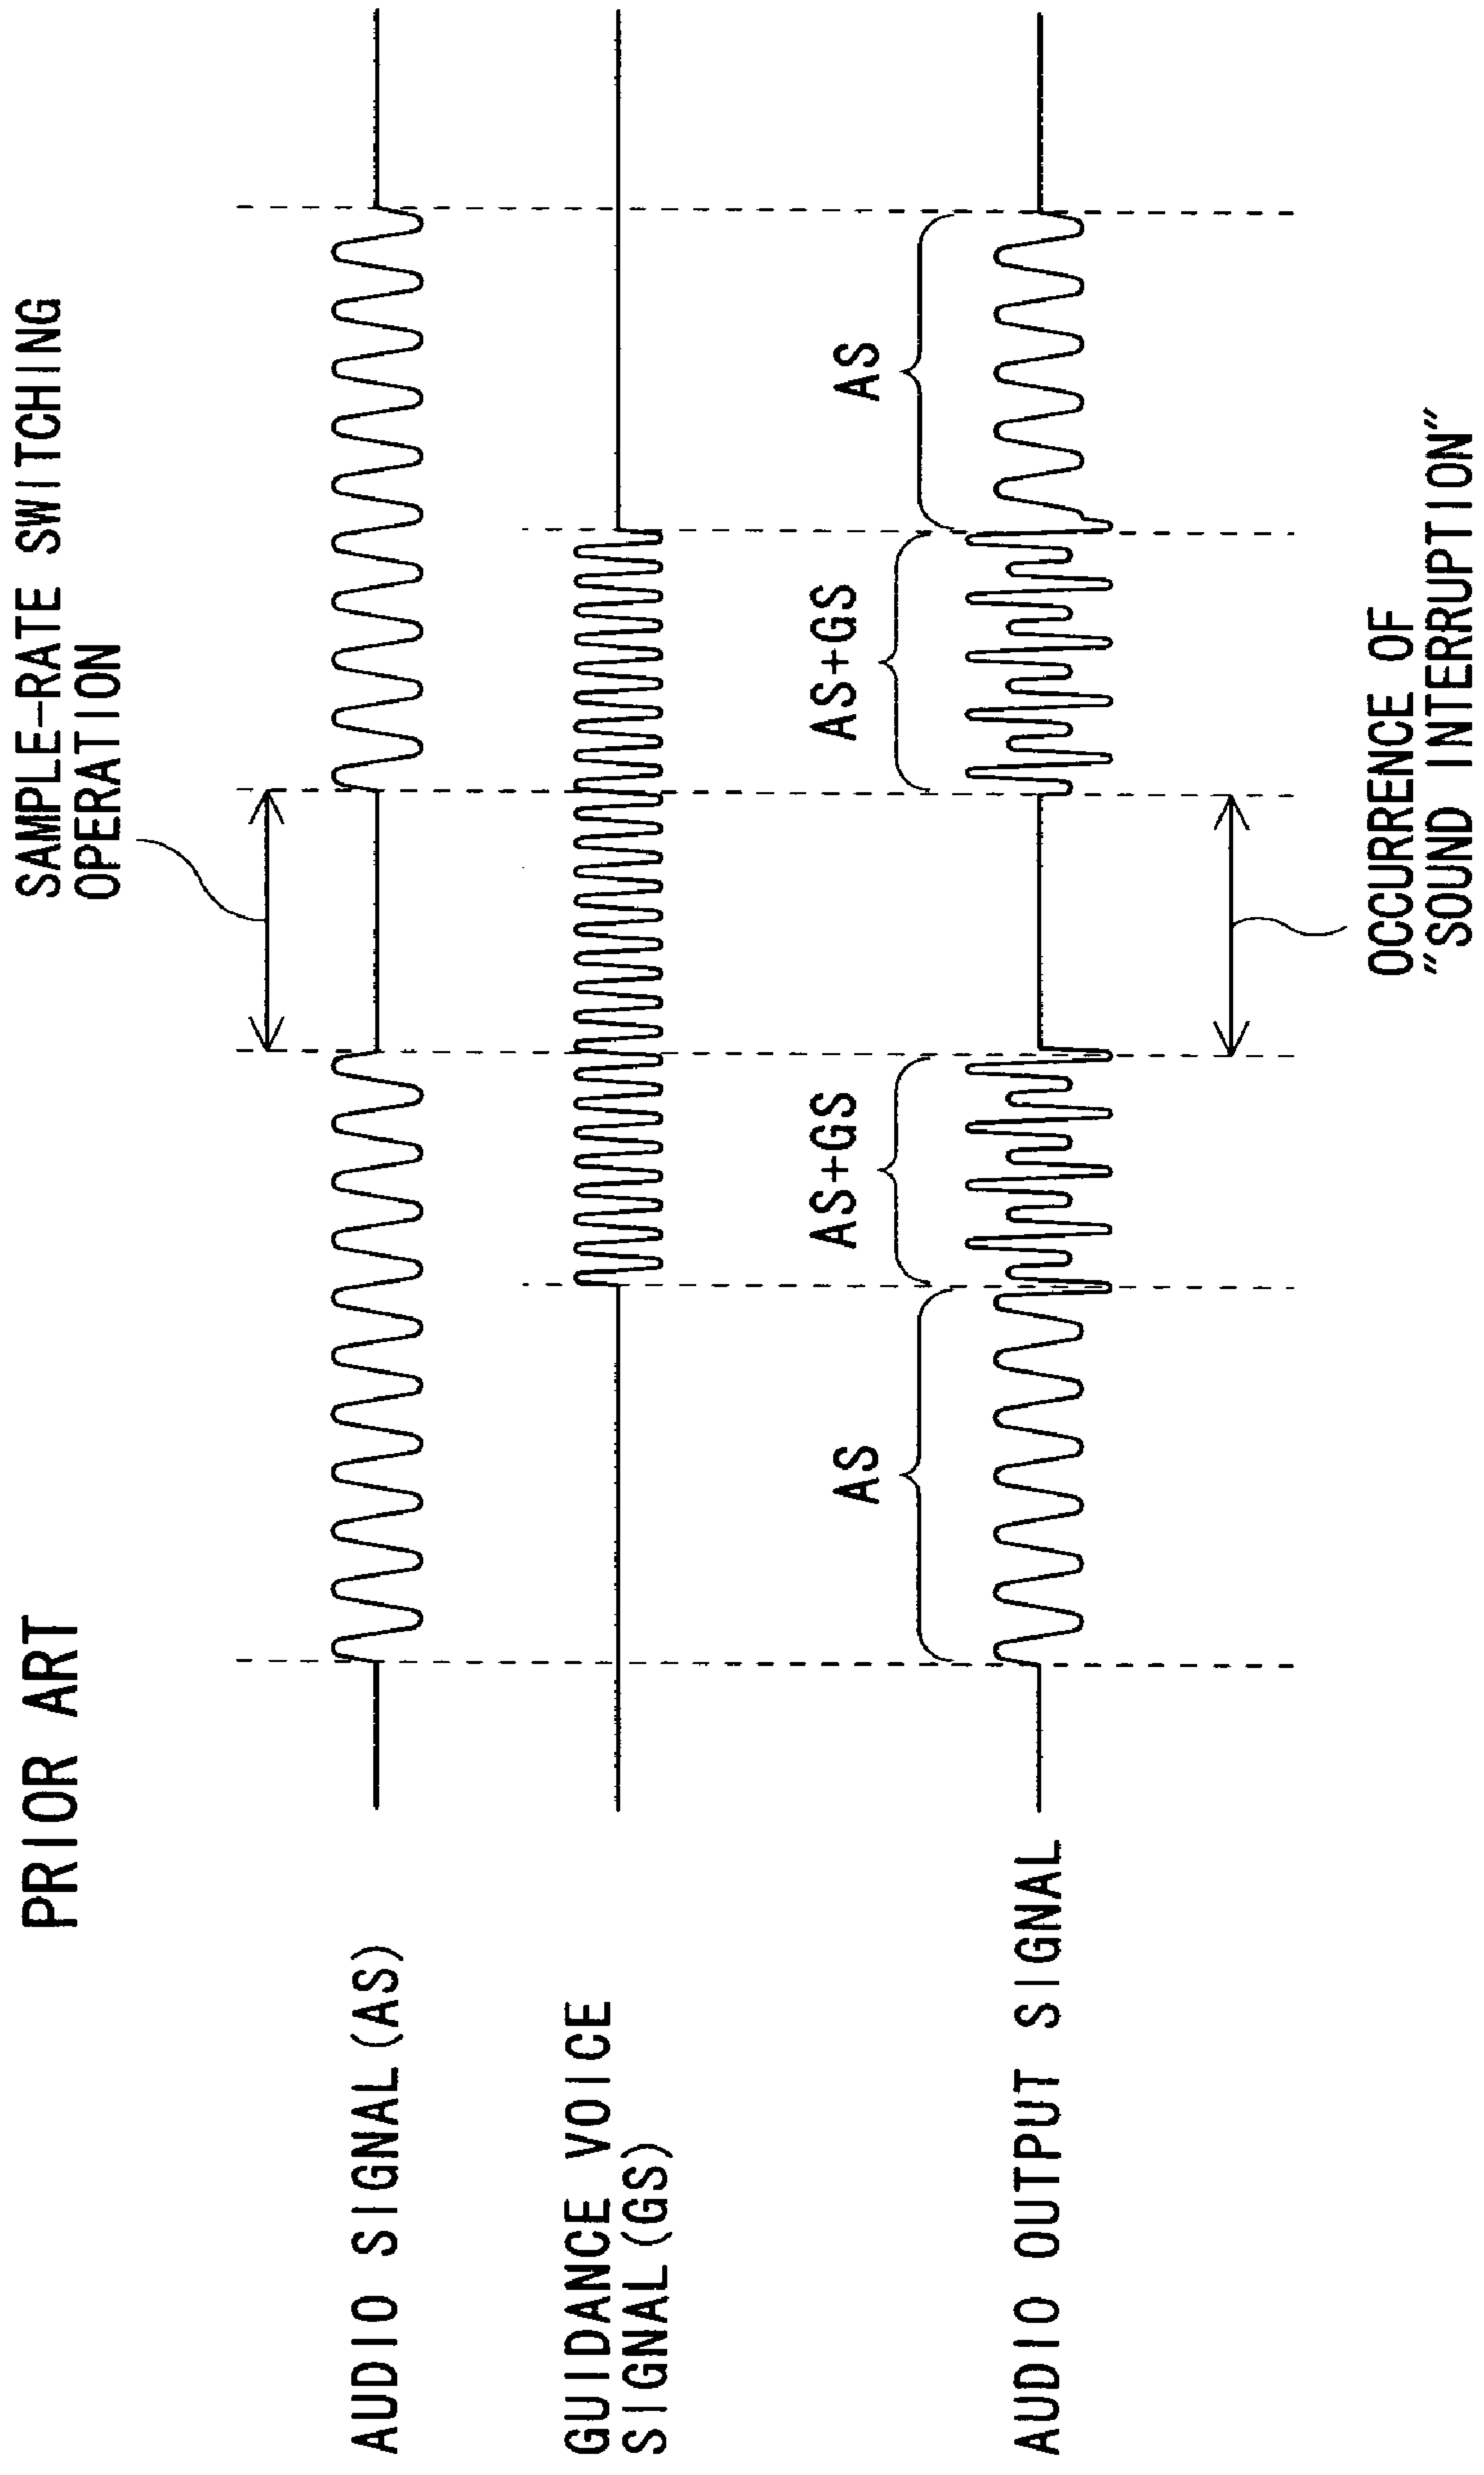 PRIOR ART
SAMPLE-RATE SWITCHING
OPERATION
AUDIO SIGNAL(AS)
GUIDANCE VOICE
SIGNAL(GS)
AS
AS+GS
AS+GS
AS
AUDIO OUTPUT SIGNAL
OCCURRENCE OF
"SOUND INTERRUPTION"